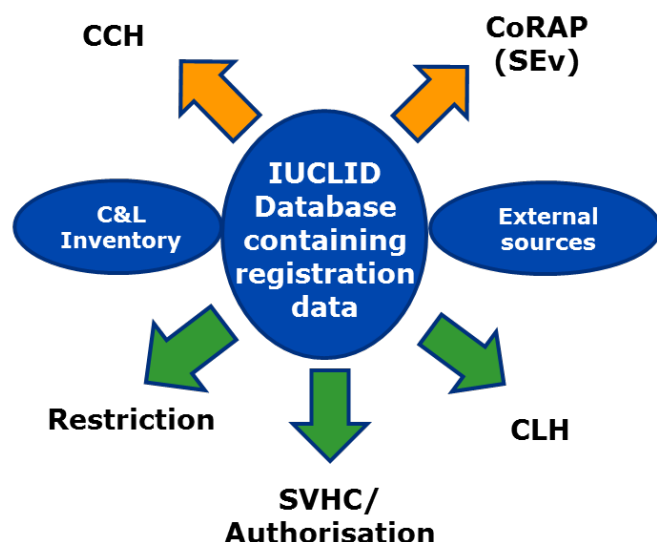 CCH
CoRAP
(SEv)
IUCLID
Database
containing
registration
data
C&L
Inventory
External
sources
Restriction
CLH
SVHC/
Authorisation